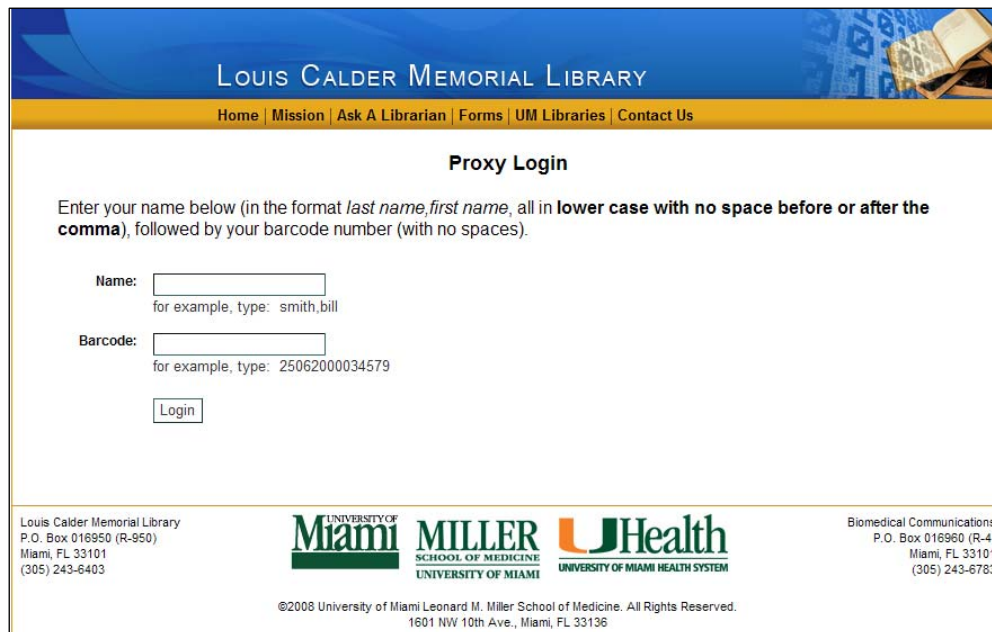 LOUIS CALDER MEMORIAL LIBRARY
Home | Mission | Ask A Librarian | Forms | UM Libraries | Contact Us
Proxy Login
Enter your name below (in the format last name,first name, all in lower case with no space before or after the
comma), followed by your barcode number (with no spaces).
Name:
for example, type: smith,bill
Barcode:
for example, type: 25062000034579
Login
Louis Calder Memorial Library
P.O. Box 016950 (R-950)
Miami, FL 33101
(305) 243-6403
UNIVERSITY OF
Miami
MILLER
SCHOOL OF MEDICINE
UNIVERSITY OF MIAMI
UHealth
UNIVERSITY OF MIAMI HEALTH SYSTEM
Biomedical Communications
P.O. Box 016960 (R-4
Miami, FL 33101
(305) 243-6783
©2008 University of Miami Leonard M. Miller School of Medicine. All Rights Reserved.
1601 NW 10th Ave., Miami, FL 33136